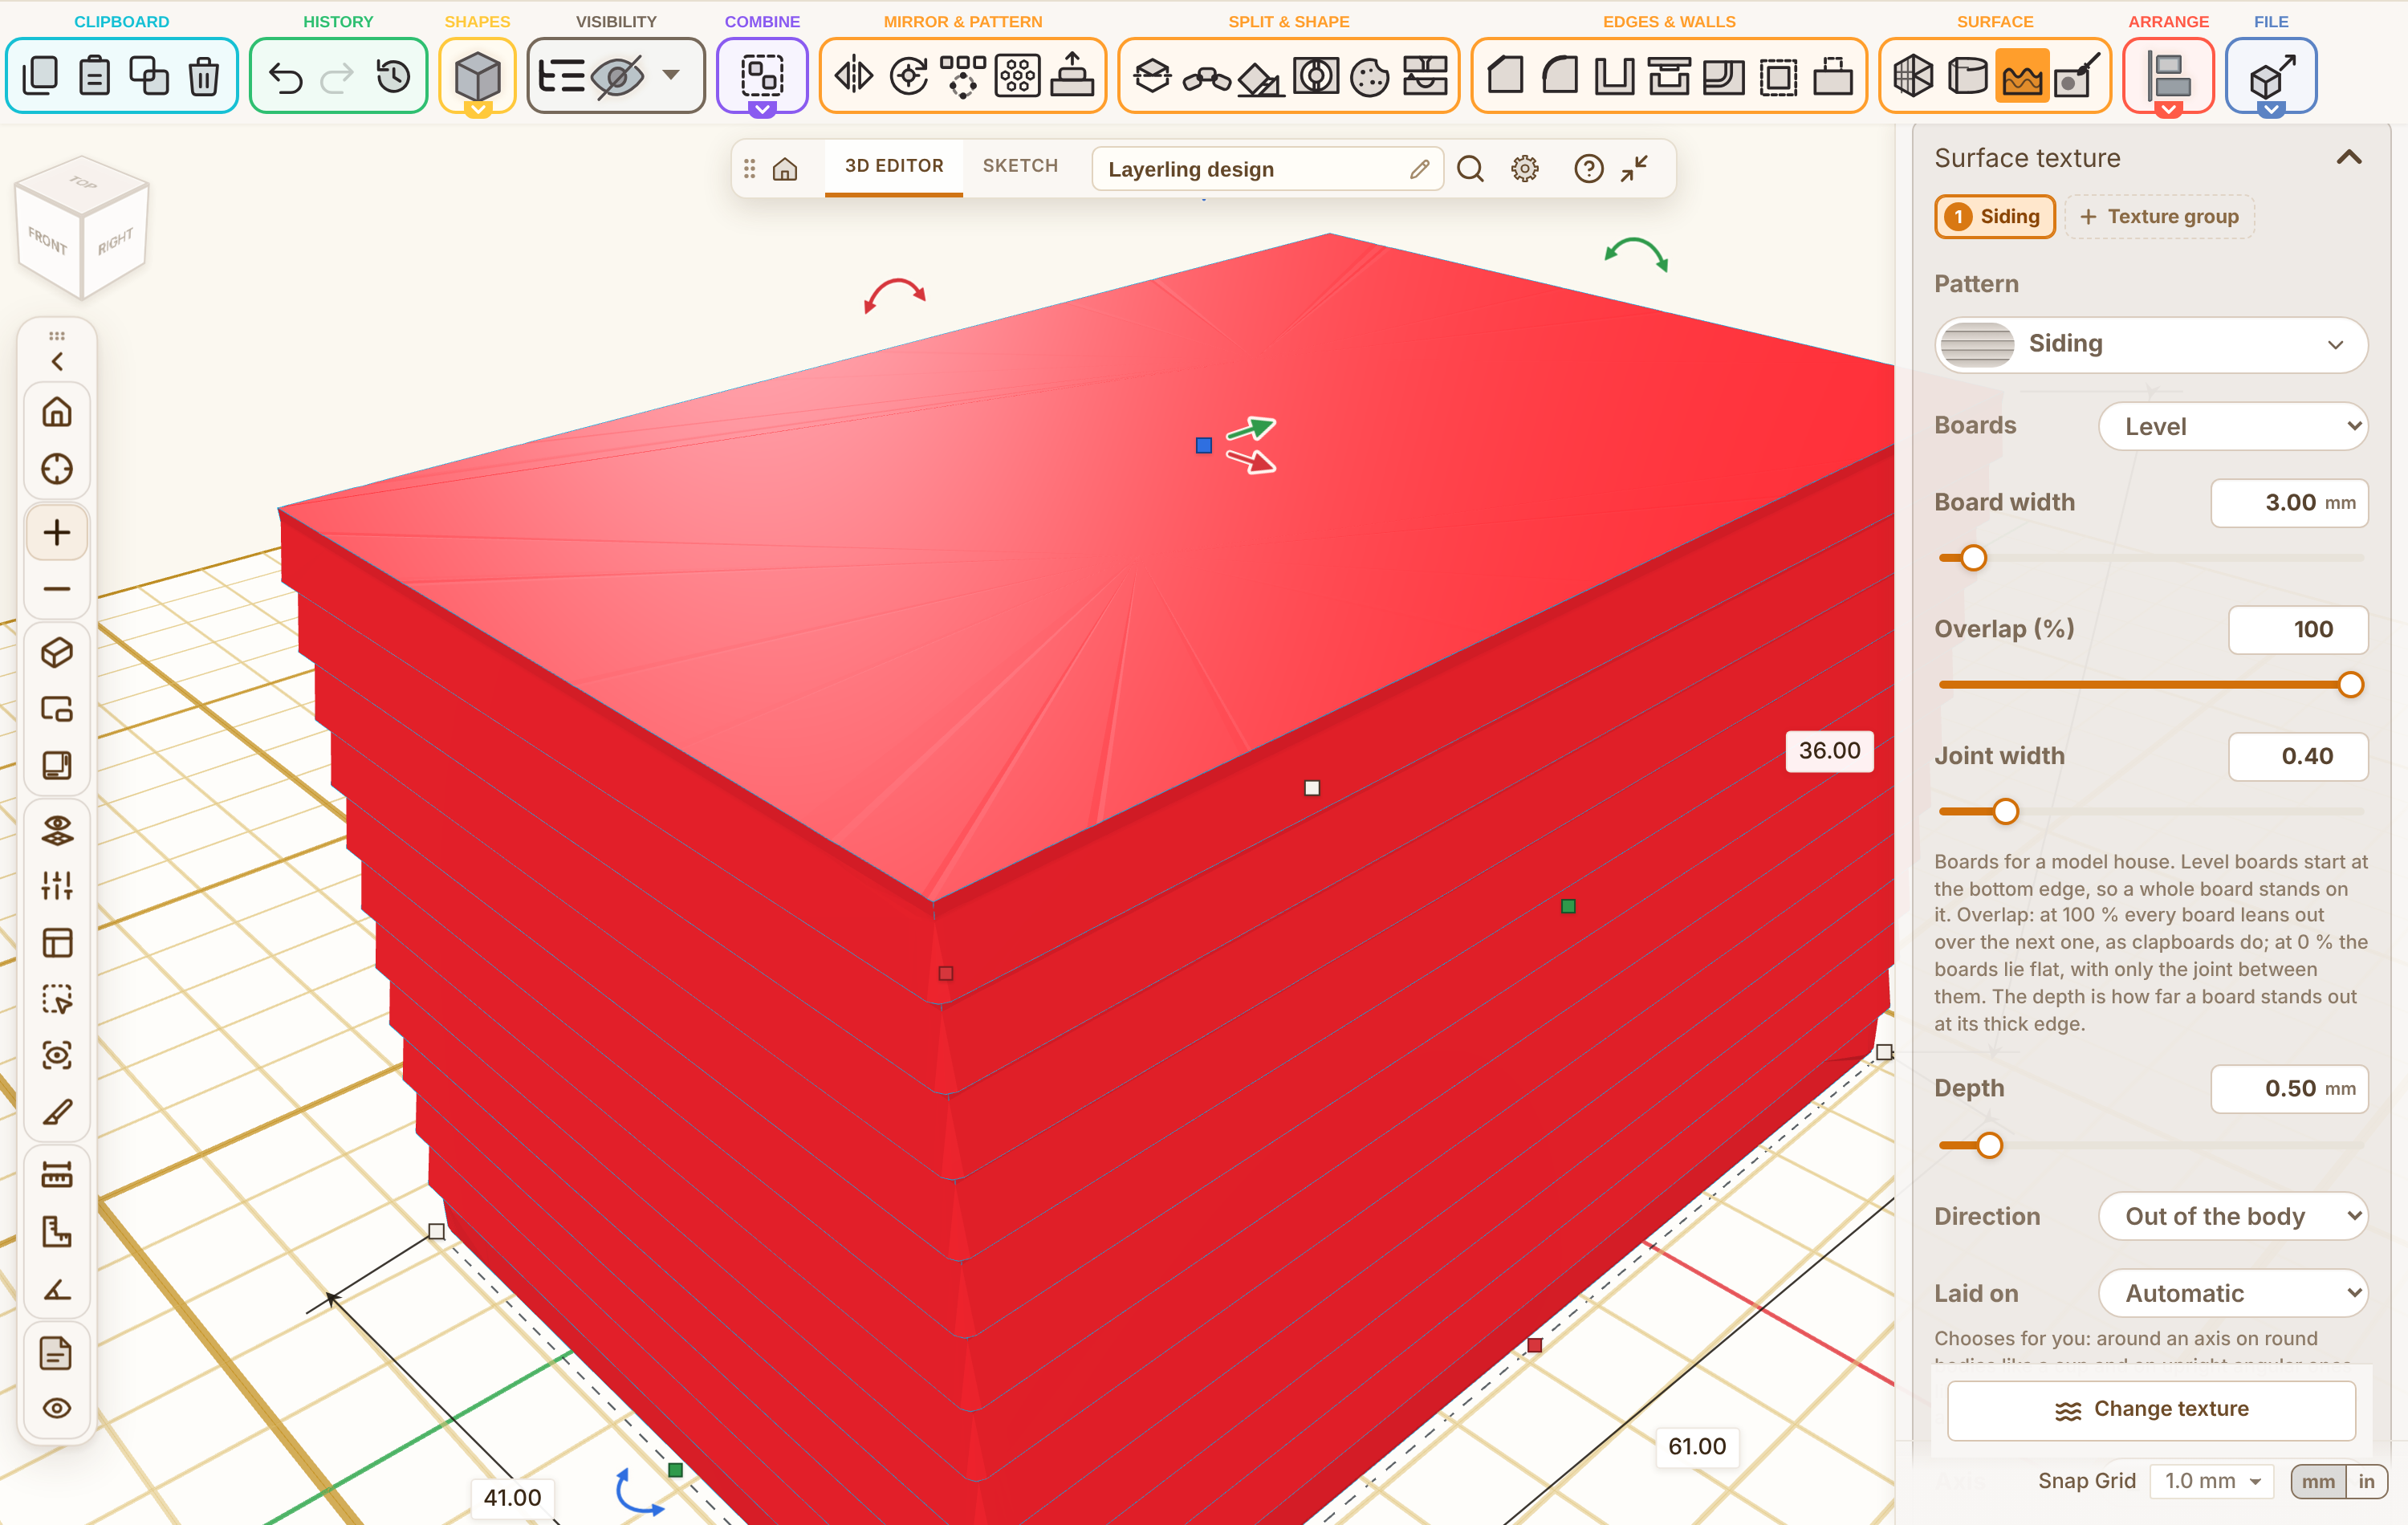 CLIPBOARD
HISTORY
SHAPES
VISIBILITY
COMBINE
MIRROR & PATTERN
SPLIT & SHAPE
EDGES & WALLS
SURFACE
ARRANGE
FILE
3D EDITOR
SKETCH
Layerling design
TOP
FRONT
RIGHT
36.00
61.00
41.00
Surface texture
1 Siding
+ Texture group
Pattern
Siding
Boards
Level
Board width
3.00 mm
Overlap (%)
100
Joint width
0.40
Boards for a model house. Level boards start at
the bottom edge, so a whole board stands on
it. Overlap: at 100 % every board leans out
over the next one, as clapboards do; at 0 % the
boards lie flat, with only the joint between
them. The depth is how far a board stands out
at its thick edge.
Depth
0.50 mm
Direction
Out of the body
Laid on
Automatic
Chooses for you: around an axis on round
Change texture
Snap Grid
1.0 mm
mm
in